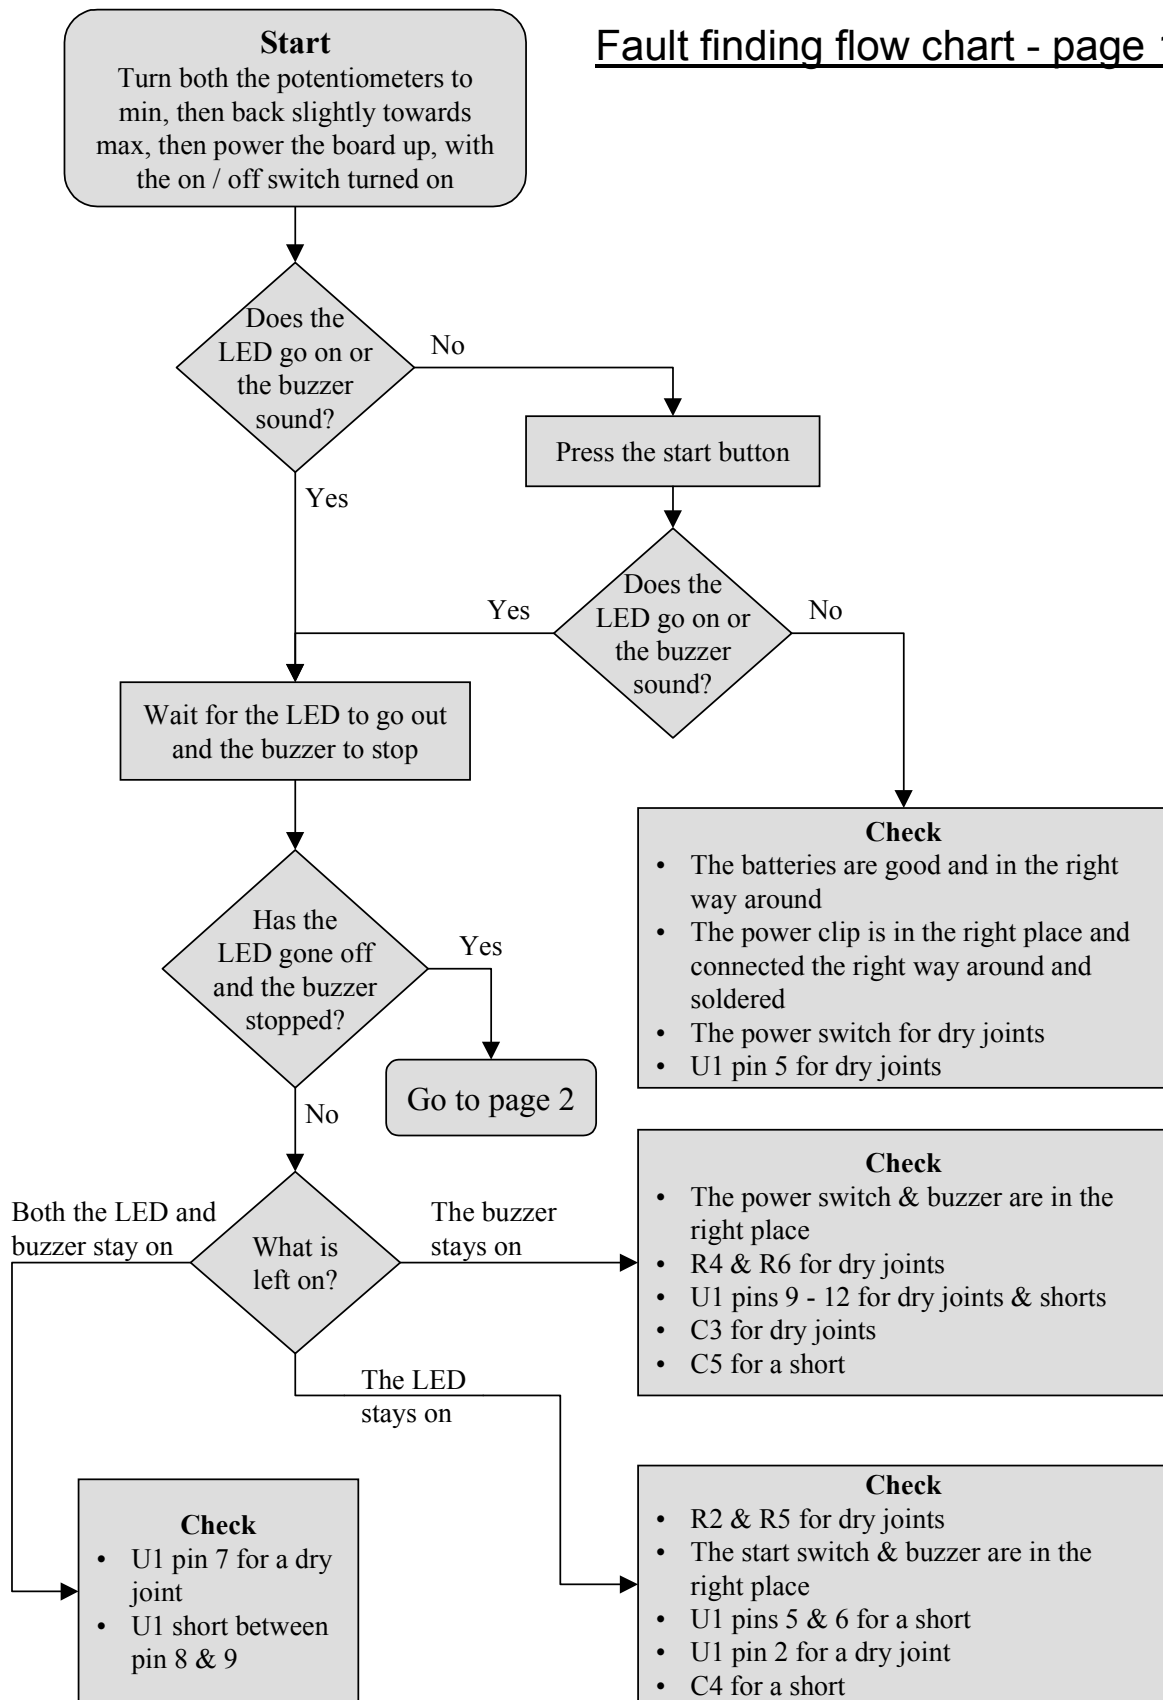 Fault finding flow chart - page
Start
Turn both the potentiometers to
min, then back slightly towards
max, then power the board up, with
the on / off switch turned on
Does the
LED go on or
the buzzer
sound?
No
Yes
Press the start button
Does the
LED go on or
the buzzer
sound?
Yes
No
Wait for the LED to go out
and the buzzer to stop
Check
• The batteries are good and in the right
way around
• The power clip is in the right place and
connected the right way around and
soldered
• The power switch for dry joints
• U1 pin 5 for dry joints
Has the
LED gone off
and the buzzer
stopped?
Yes
Go to page 2
No
What is
left on?
Both the LED and
buzzer stay on
The buzzer
stays on
Check
• The power switch & buzzer are in the
right place
• R4 & R6 for dry joints
• U1 pins 9 - 12 for dry joints & shorts
• C3 for dry joints
• C5 for a short
The LED
stays on
Check
• U1 pin 7 for a dry
joint
• U1 short between
pin 8 & 9
Check
• R2 & R5 for dry joints
• The start switch & buzzer are in the
right place
• U1 pins 5 & 6 for a short
• U1 pin 2 for a dry joint
• C4 for a short